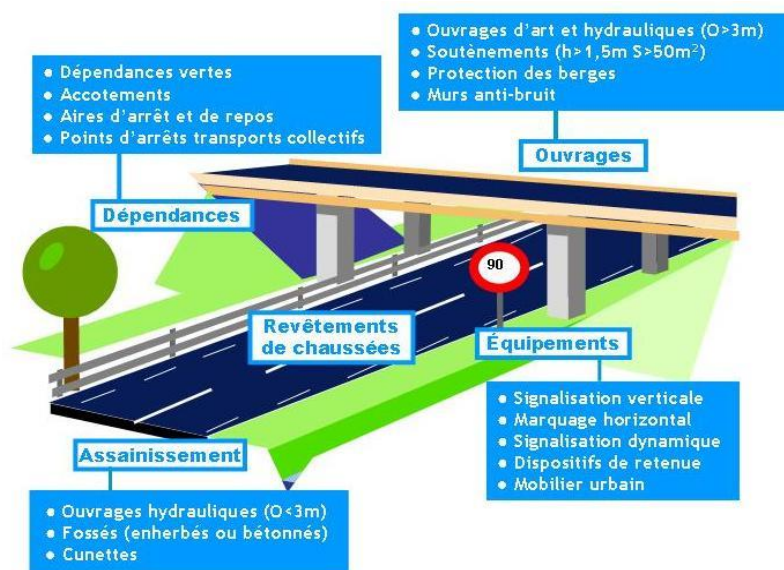 • Ouvrages d'art et hydrauliques (O>3m)
• Soutènements (h>1,5m S>50m²)
• Protection des berges
• Murs anti-bruit
Ouvrages
• Dépendances vertes
• Accotements
• Aires d'arrêt et de repos
• Points d'arrêts transports collectifs
Dépendances
90
Revêtements
de chaussées
Équipements
• Signalisation verticale
• Marquage horizontal
• Signalisation dynamique
• Dispositifs de retenue
• Mobilier urbain
Assainissement
• Ouvrages hydrauliques (O<3m)
• Fossés (enherbés ou bétonnés)
• Cunettes